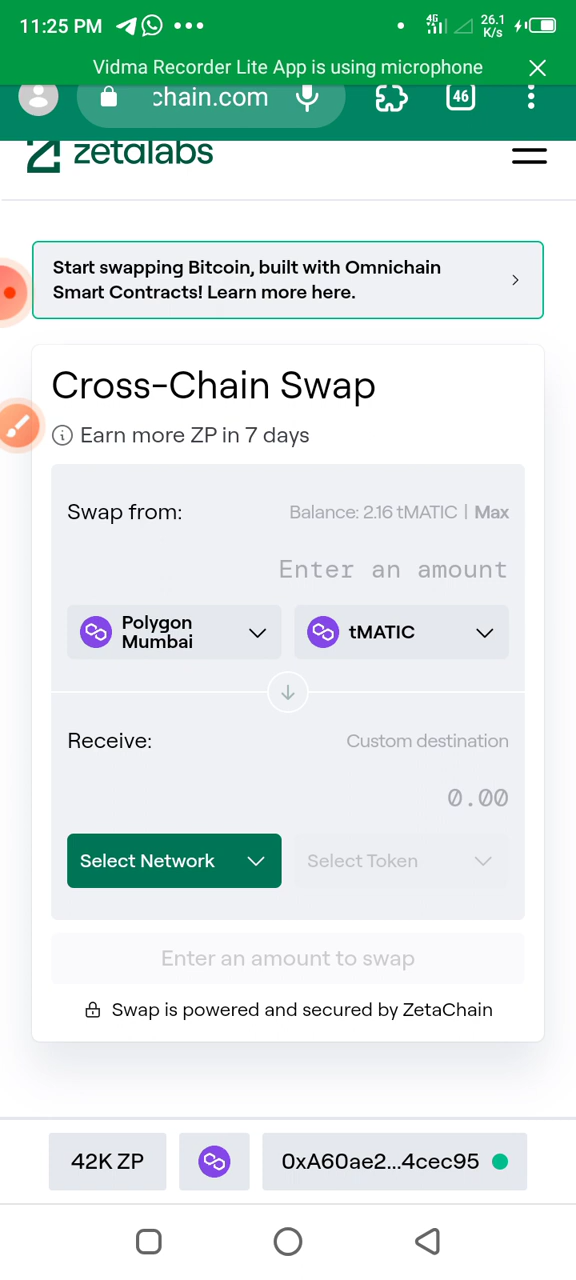 11:25 PM
4G
26.1
K/s
Vidma Recorder Lite App is using microphone
chain.com
46
zetalabs
Start swapping Bitcoin, built with Omnichain
Smart Contracts! Learn more here.
Cross-Chain Swap
Earn more ZP in 7 days
Swap from:
Balance: 2.16 tMATIC | Max
Enter an amount
Polygon
Mumbai
tMATIC
Receive:
Custom destination
0.00
Select Network
Select Token
Enter an amount to swap
Swap is powered and secured by ZetaChain
42K ZP
0xA60ae2...4cec95